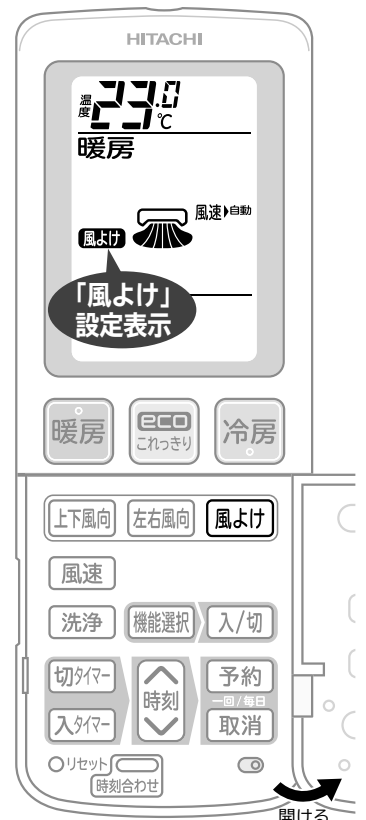 HITACHI
温度 23.0℃
暖房
風速▶自動
風よけ
「風よけ」
設定表示
暖房 eco これっきり 冷房
上下風向 左右風向 風よけ
風速
洗浄 機能選択 入/切
切タイマー 時刻 予約
一回/毎日
入タイマー 取消
リセット
時刻合わせ
開ける